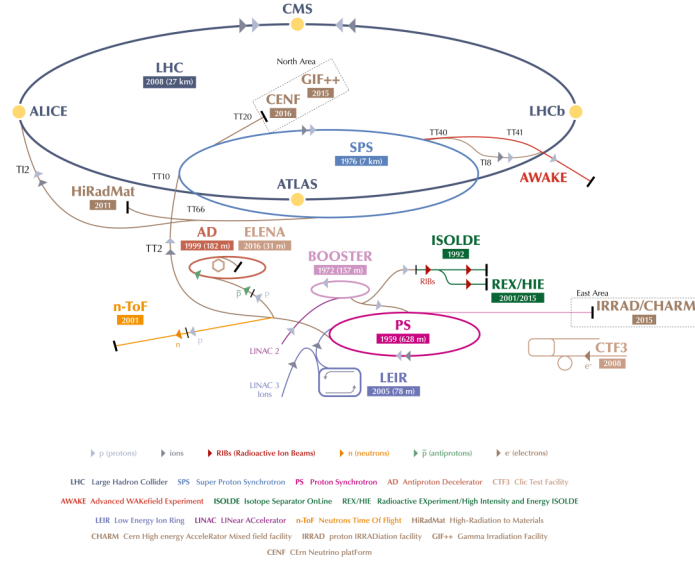 CMS
LHC
2008 (27 km)
North Area
GIF++
2015
CENF
2016
ALICE
LHCb
TT20
TT40
TT41
SPS
1976 (7 km)
TI8
TI2
TT10
AWAKE
ATLAS
HiRadMat
2011
TT66
AD
1999 (182 m)
ELENA
2016 (31 m)
TT2
BOOSTER
1972 (157 m)
ISOLDE
1992
p
p̅
RIBs
REX/HIE
2001/2015
n-ToF
2001
East Area
IRRAD/CHARM
2015
PS
1959 (628 m)
n
p
LINAC 2
CTF3
2008
e⁻
LEIR
2005 (78 m)
LINAC 3
Ions
p (protons) ions RIBs (Radioactive Ion Beams) n (neutrons) p̅ (antiprotons) e⁻ (electrons)
LHC Large Hadron Collider SPS Super Proton Synchrotron PS Proton Synchrotron AD Antiproton Decelerator CTF3 Clic Test Facility
AWAKE Advanced WAKefield Experiment ISOLDE Isotope Separator OnLine REX/HIE Radioactive EXperiment/High Intensity and Energy ISOLDE
LEIR Low Energy Ion Ring LINAC LINear ACcelerator n-ToF Neutrons Time Of Flight HiRadMat High-Radiation to Materials
CHARM Cern High energy AcceleRator Mixed field facility IRRAD proton IRRADiation facility GIF++ Gamma Irradiation Facility
CENF CErn Neutrino platForm